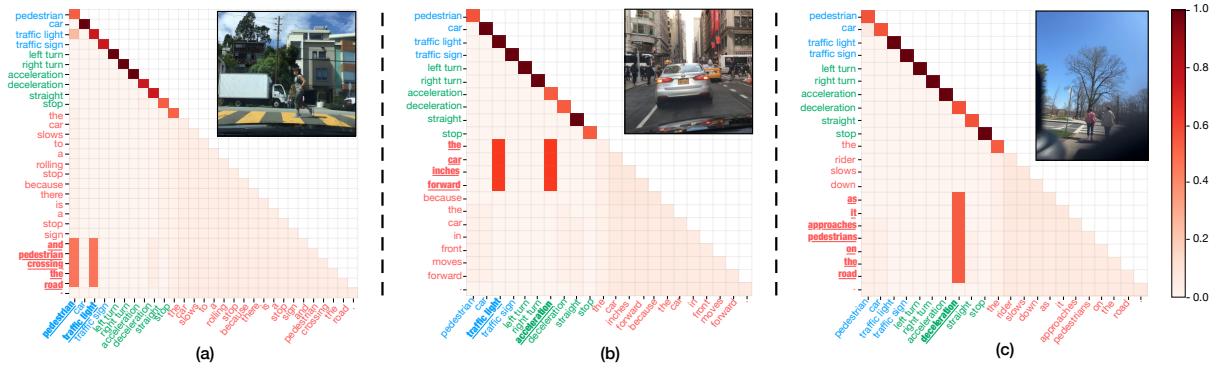 pedestrian
car
traffic light
traffic sign
left turn
right turn
acceleration
deceleration
straight
stop
the
car
slows
to
a
rolling
stop
because
there
is
a
stop
sign
and
pedestrian
crossing
the
road
.
pedestrian
car
traffic light
traffic sign
left turn
right turn
acceleration
deceleration
straight
stop
the
car
slows
to
a
rolling
stop
because
there
is
a
stop
sign
and
pedestrian
crossing
the
road
.
(a)
pedestrian
car
traffic light
traffic sign
left turn
right turn
acceleration
deceleration
straight
stop
the
car
inches
forward
because
the
car
in
front
moves
forward
.
pedestrian
car
traffic light
traffic sign
left turn
right turn
acceleration
deceleration
straight
stop
the
car
inches
forward
because
the
car
in
front
moves
forward
.
(b)
pedestrian
car
traffic light
traffic sign
left turn
right turn
acceleration
deceleration
straight
stop
the
rider
slows
down
as
it
approaches
pedestrians
on
the
road
.
pedestrian
car
traffic light
traffic sign
left turn
right turn
acceleration
deceleration
straight
stop
the
rider
slows
down
as
it
approaches
pedestrians
on
the
road
.
(c)
1.0
0.8
0.6
0.4
0.2
0.0